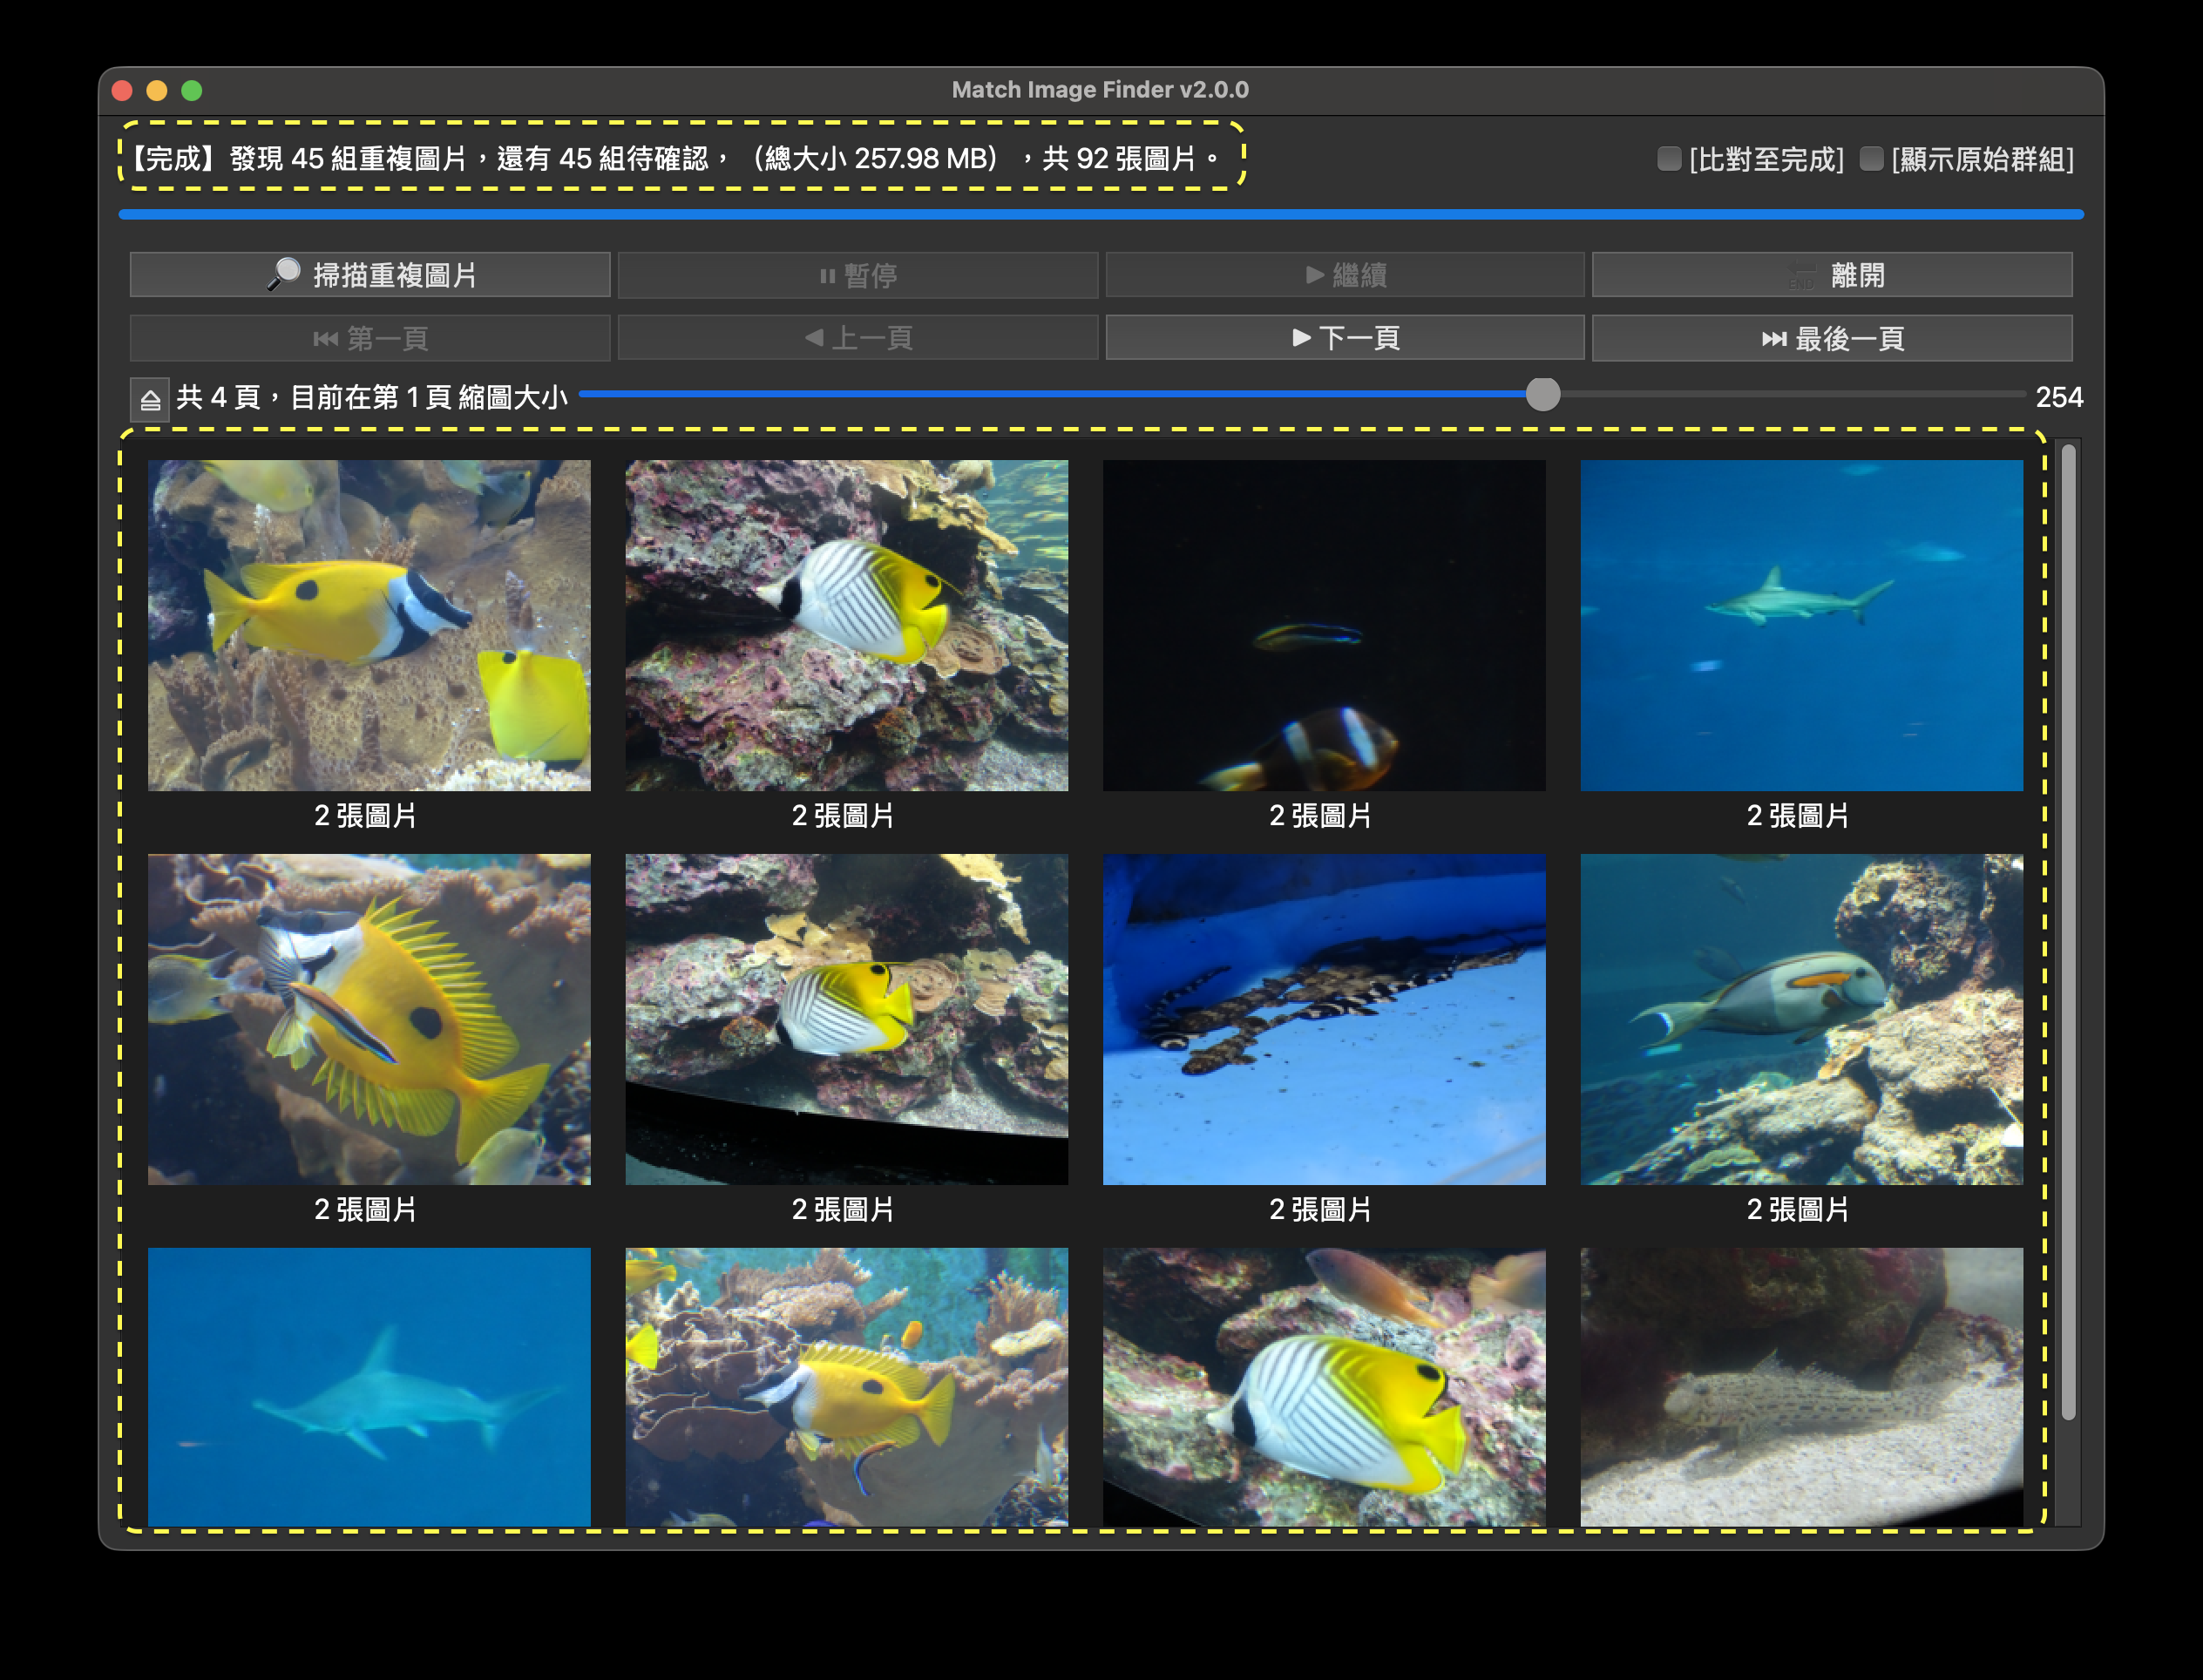 Match Image Finder v2.0.0
【完成】發現 45 組重複圖片，還有 45 組待確認，（總大小 257.98 MB），共 92 張圖片。
[比對至完成] [顯示原始群組]
掃描重複圖片 暫停 繼續 離開
第一頁 上一頁 下一頁 最後一頁
共 4 頁，目前在第 1 頁 縮圖大小 254
2 張圖片 2 張圖片 2 張圖片 2 張圖片
2 張圖片 2 張圖片 2 張圖片 2 張圖片